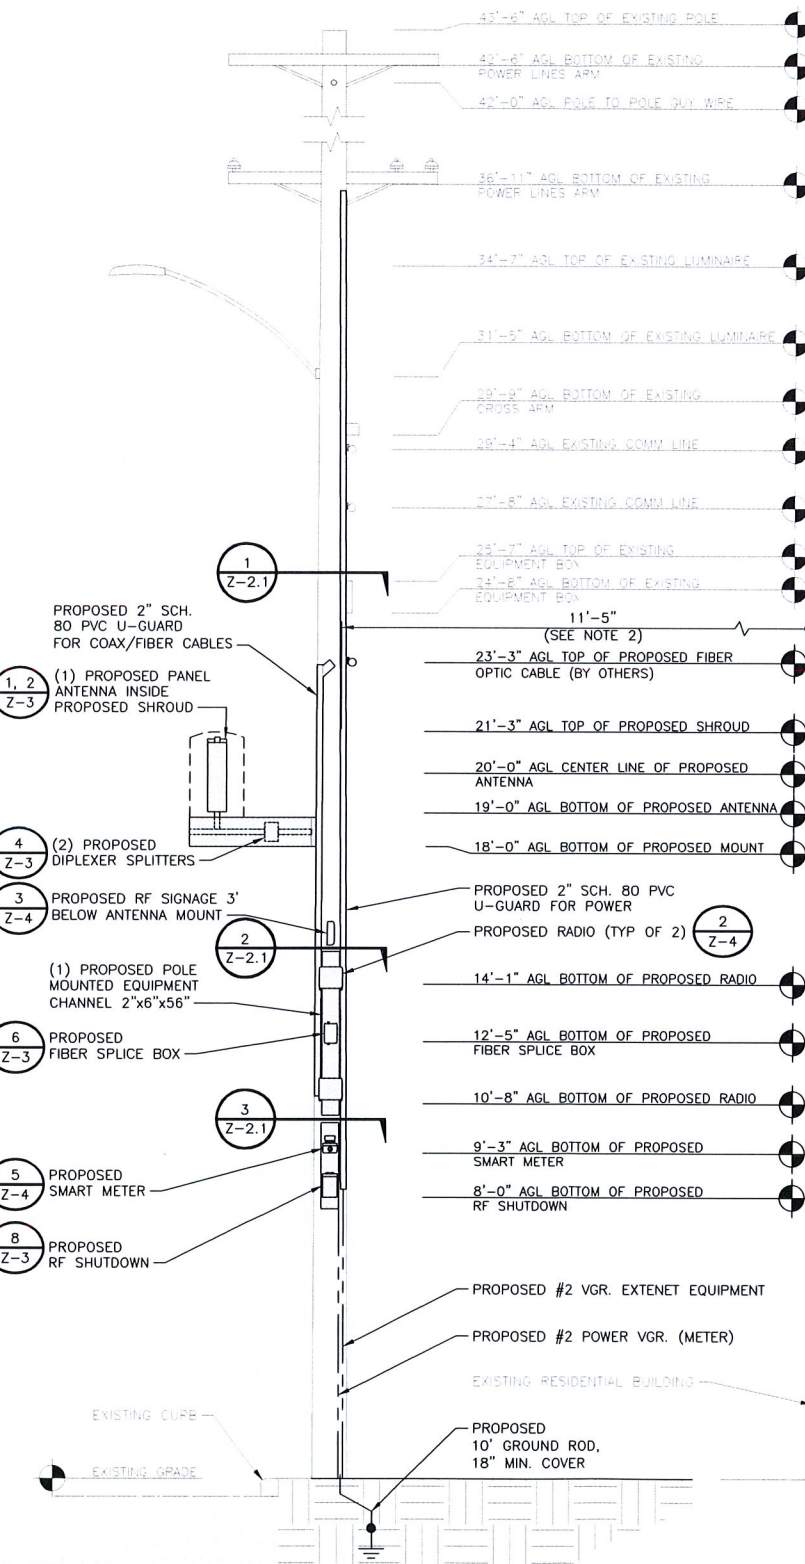 43'-6" AGL TOP OF EXISTING POLE
42'-6" AGL BOTTOM OF EXISTING
POWER LINES ARM
42'-0" AGL POLE TO POLE GUY WIRE
36'-11" AGL BOTTOM OF EXISTING
POWER LINES ARM
34'-7" AGL TOP OF EXISTING LUMINAIRE
31'-5" AGL BOTTOM OF EXISTING LUMINAIRE
29'-9" AGL BOTTOM OF EXISTING
CROSS ARM
29'-4" AGL EXISTING COMM LINE
27'-8" AGL EXISTING COMM LINE
25'-7" AGL TOP OF EXISTING
EQUIPMENT BOX
24'-8" AGL BOTTOM OF EXISTING
EQUIPMENT BOX
1
Z-2.1
11'-5"
(SEE NOTE 2)
PROPOSED 2" SCH.
80 PVC U-GUARD
FOR COAX/FIBER CABLES
23'-3" AGL TOP OF PROPOSED FIBER
OPTIC CABLE (BY OTHERS)
1, 2
Z-3
(1) PROPOSED PANEL
ANTENNA INSIDE
PROPOSED SHROUD
21'-3" AGL TOP OF PROPOSED SHROUD
20'-0" AGL CENTER LINE OF PROPOSED
ANTENNA
19'-0" AGL BOTTOM OF PROPOSED ANTENNA
4
Z-3
(2) PROPOSED
DIPLEXER SPLITTERS
18'-0" AGL BOTTOM OF PROPOSED MOUNT
3
Z-4
PROPOSED RF SIGNAGE 3'
BELOW ANTENNA MOUNT
PROPOSED 2" SCH. 80 PVC
U-GUARD FOR POWER
2
Z-2.1
PROPOSED RADIO (TYP OF 2)
2
Z-4
(1) PROPOSED POLE
MOUNTED EQUIPMENT
CHANNEL 2"x6"x56"
14'-1" AGL BOTTOM OF PROPOSED RADIO
6
Z-3
PROPOSED
FIBER SPLICE BOX
12'-5" AGL BOTTOM OF PROPOSED
FIBER SPLICE BOX
10'-8" AGL BOTTOM OF PROPOSED RADIO
3
Z-2.1
9'-3" AGL BOTTOM OF PROPOSED
SMART METER
5
Z-4
PROPOSED
SMART METER
8'-0" AGL BOTTOM OF PROPOSED
RF SHUTDOWN
8
Z-3
PROPOSED
RF SHUTDOWN
PROPOSED #2 VGR. EXTENET EQUIPMENT
PROPOSED #2 POWER VGR. (METER)
EXISTING RESIDENTIAL BUILDING
EXISTING CURB
PROPOSED
10' GROUND ROD,
18" MIN. COVER
EXISTING GRADE